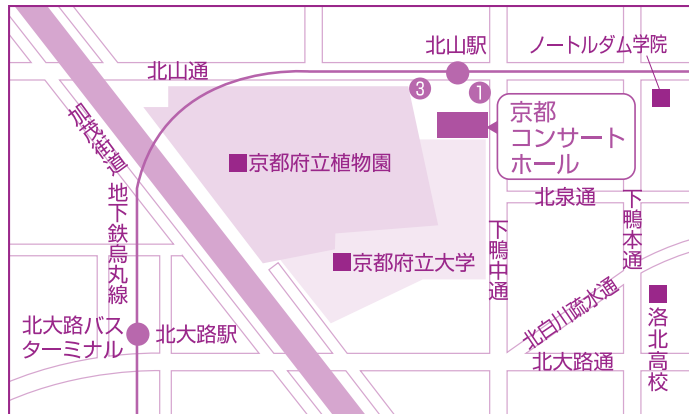 北山駅
ノートルダム学院
北山通
3
1
京都
コンサート
ホール
加茂街道
京都府立植物園
北泉通
地下鉄烏丸線
下鴨中通
下鴨本通
京都府立大学
北白川疏水通
北大路バス
ターミナル
北大路駅
洛北高校
北大路通